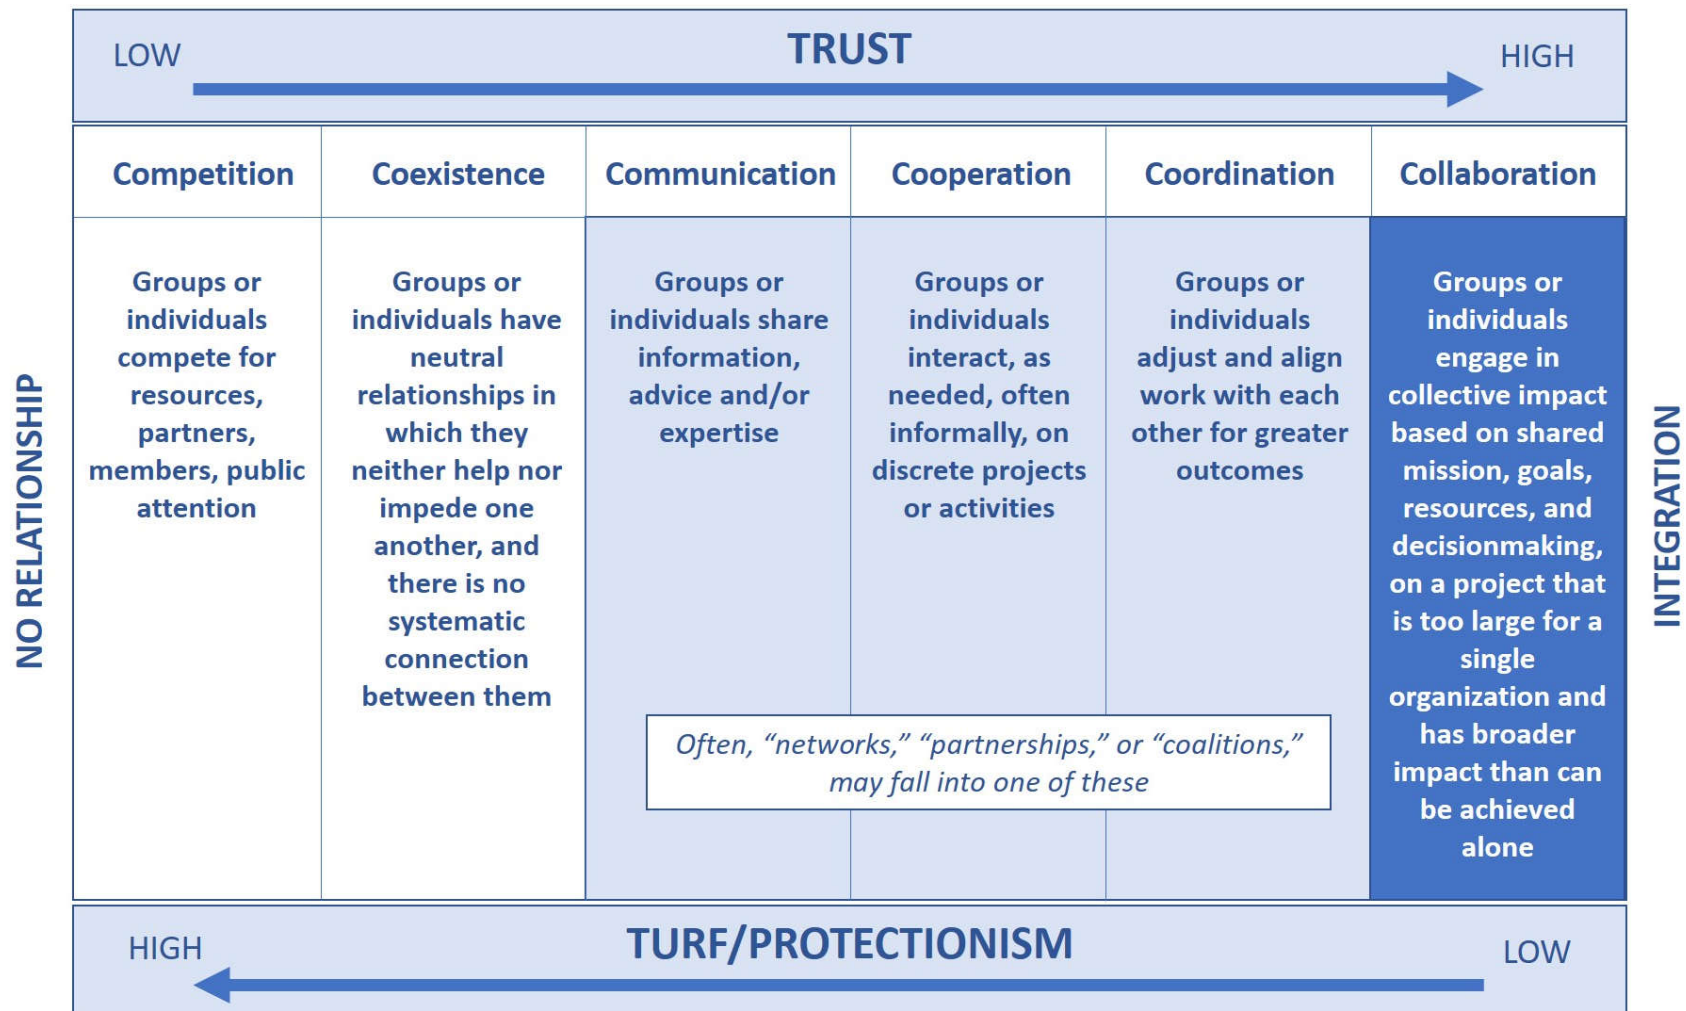 TRUST
LOW
HIGH
Competition
Coexistence
Communication
Cooperation
Coordination
Collaboration
NO RELATIONSHIP
Groups or
individuals
compete for
resources,
partners,
members, public
attention
Groups or
individuals have
neutral
relationships in
which they
neither help nor
impede one
another, and
there is no
systematic
connection
between them
Groups or
individuals share
information,
advice and/or
expertise
Groups or
individuals
interact, as
needed, often
informally, on
discrete projects
or activities
Groups or
individuals
adjust and align
work with each
other for greater
outcomes
Groups or
individuals
engage in
collective impact
based on shared
mission, goals,
resources, and
decisionmaking,
on a project that
is too large for a
single
organization and
has broader
impact than can
be achieved
alone
Often, “networks,” “partnerships,” or “coalitions,”
may fall into one of these
INTEGRATION
TURF/PROTECTIONISM
HIGH
LOW